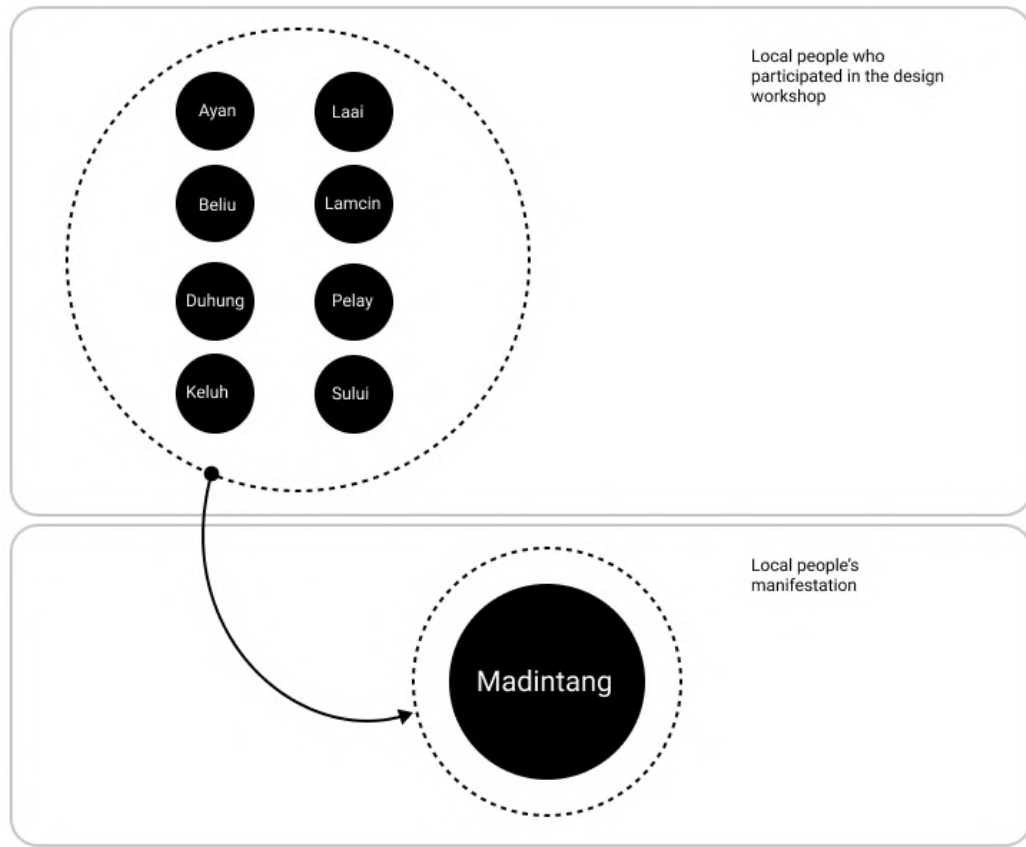 Local people who
participated in the design
workshop
Ayan
Laai
Beliu
Lamcin
Duhung
Pelay
Keluh
Sului
Local people's
manifestation
Madintang